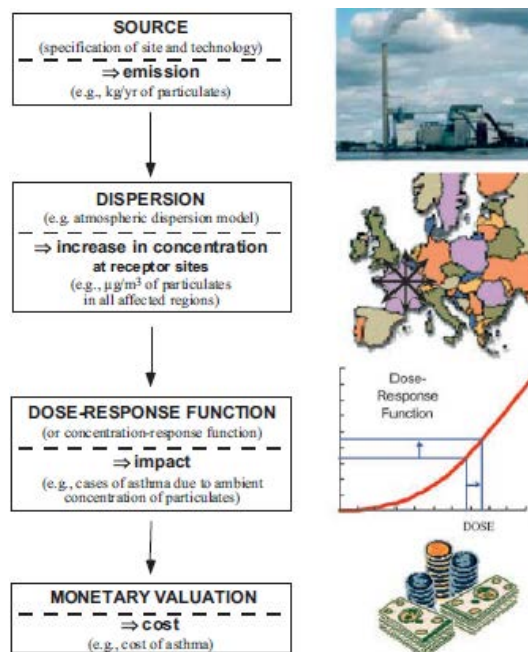 SOURCE
(specification of site and technology)
⇒ emission
(e.g., kg/yr of particulates)
DISPERSION
(e.g. atmospheric dispersion model)
⇒ increase in concentration
at receptor sites
(e.g., µg/m³ of particulates
in all affected regions)
DOSE-RESPONSE FUNCTION
(or concentration-response function)
⇒ impact
(e.g., cases of asthma due to ambient
concentration of particulates)
Dose-
Response
Function
DOSE
MONETARY VALUATION
⇒ cost
(e.g., cost of asthma)